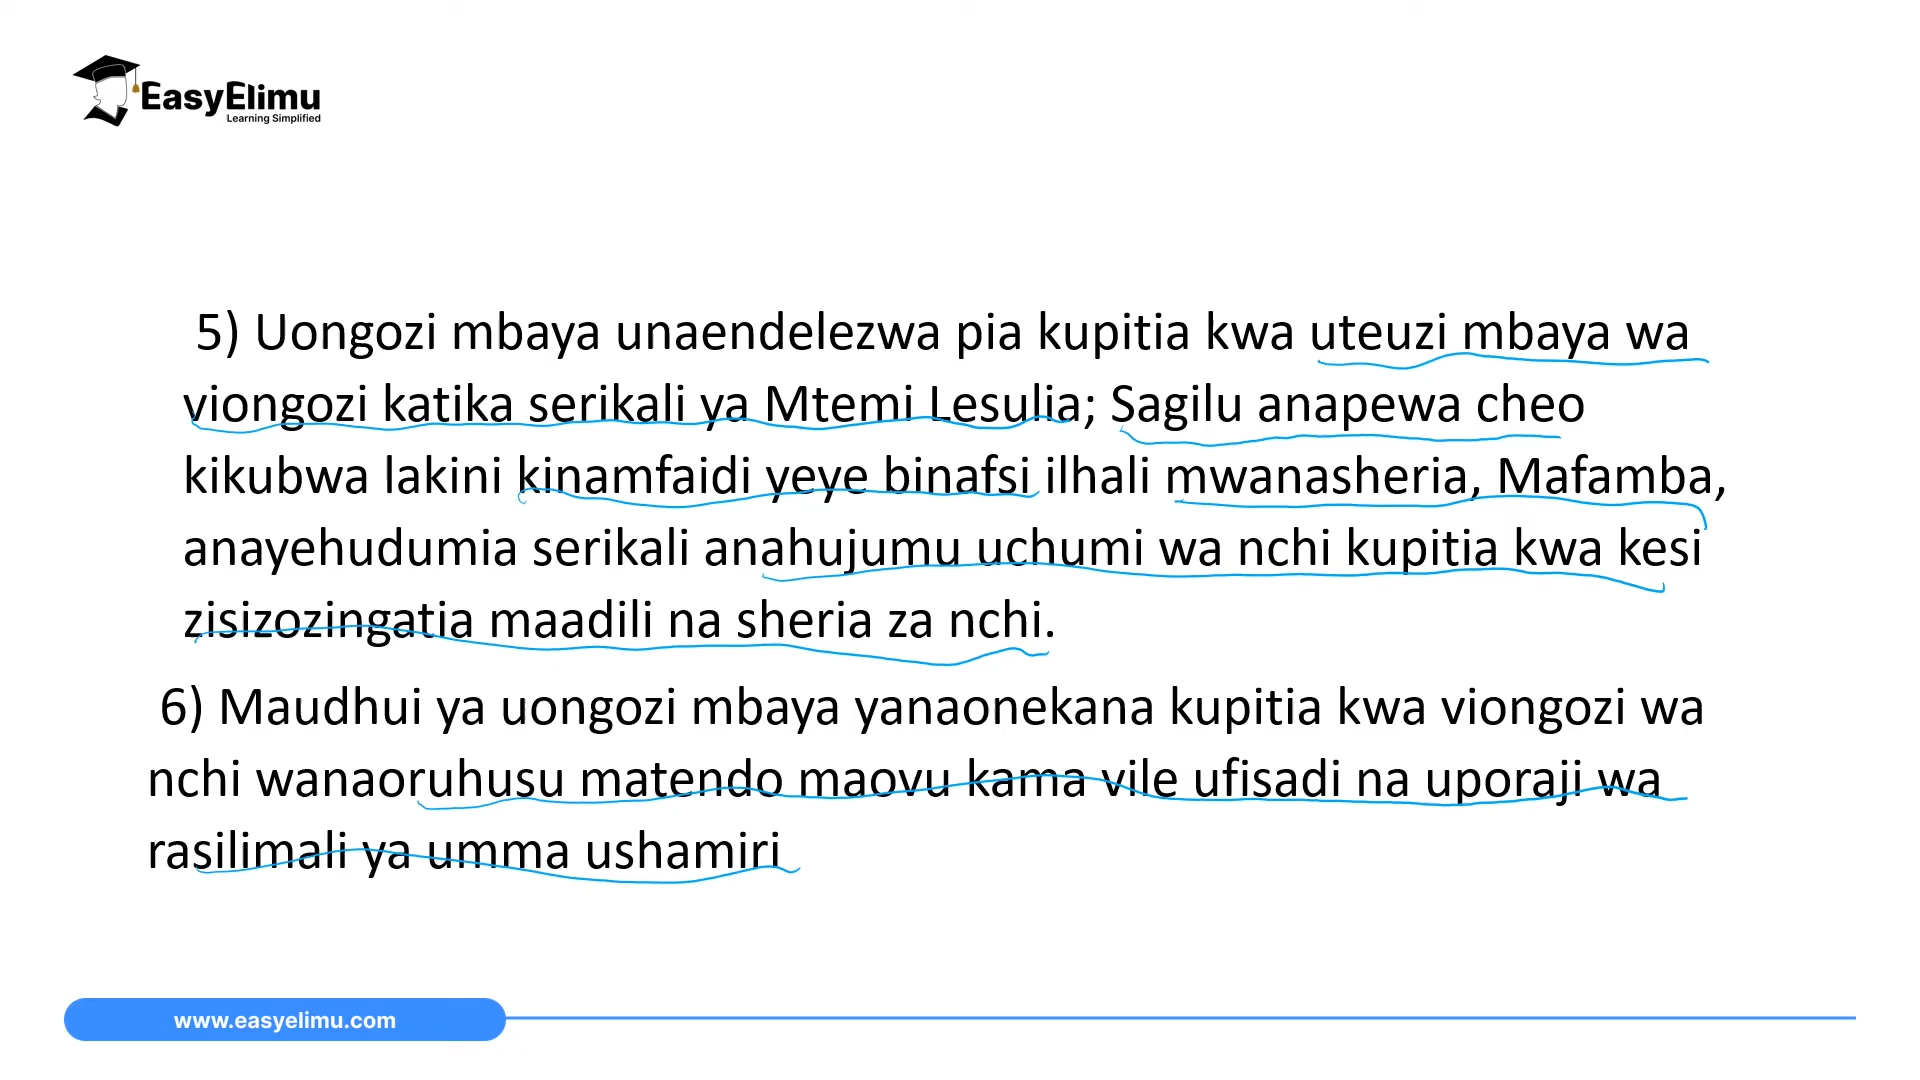 EasyElimu
Learning Simplified
5) Uongozi mbaya unaendelezwa pia kupitia kwa uteuzi mbaya wa
viongozi katika serikali ya Mtemi Lesulia; Sagilu anapewa cheo
kikubwa lakini kinamfaidi yeye binafsi ilhali mwanasheria, Mafamba,
anayehudumia serikali anahujumu uchumi wa nchi kupitia kwa kesi
zisizozingatia maadili na sheria za nchi.
6) Maudhui ya uongozi mbaya yanaonekana kupitia kwa viongozi wa
nchi wanaoruhusu matendo maovu kama vile ufisadi na uporaji wa
rasilimali ya umma ushamiri
www.easyelimu.com